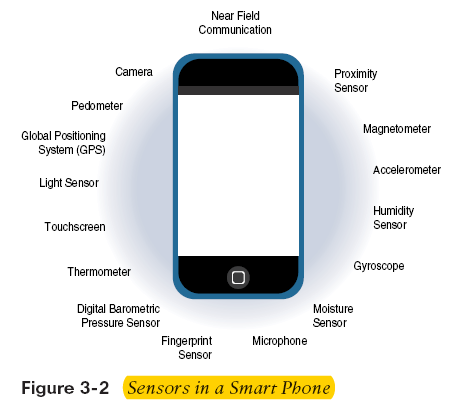 Near Field
Communication
Camera
Proximity
Sensor
Pedometer
Magnetometer
Global Positioning
System (GPS)
Accelerometer
Light Sensor
Humidity
Sensor
Touchscreen
Gyroscope
Thermometer
Digital Barometric
Pressure Sensor
Moisture
Sensor
Fingerprint
Sensor
Microphone
Figure 3-2 Sensors in a Smart Phone